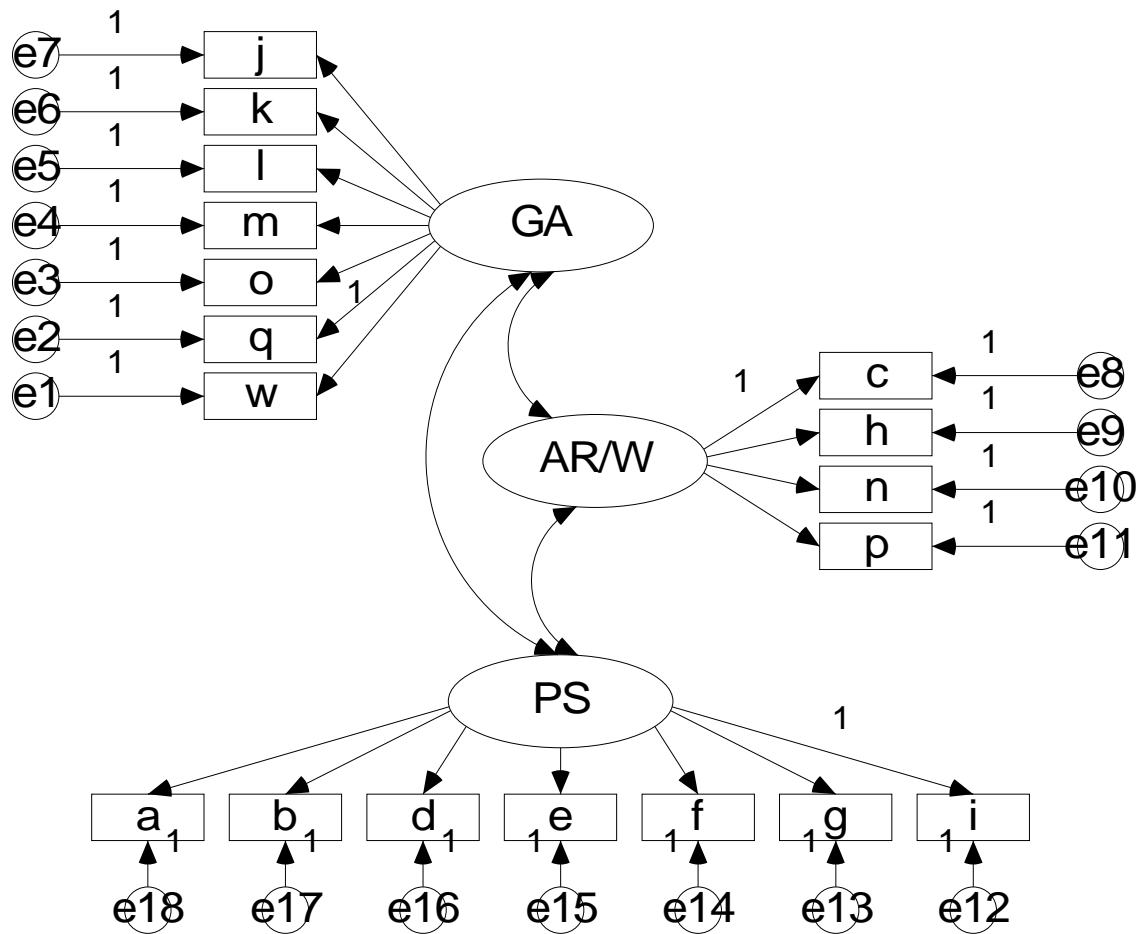 1
e7 j
1
e6 k
1
e5 l
1
e4 m
1
e3 o
1
e2 q
1
e1 w
1
GA
AR/W
1
c 1 e8
h 1 e9
n 1 e10
p 1 e11
PS
1
a b d e f g i
1 1 1 1 1 1 1
e18 e17 e16 e15 e14 e13 e12